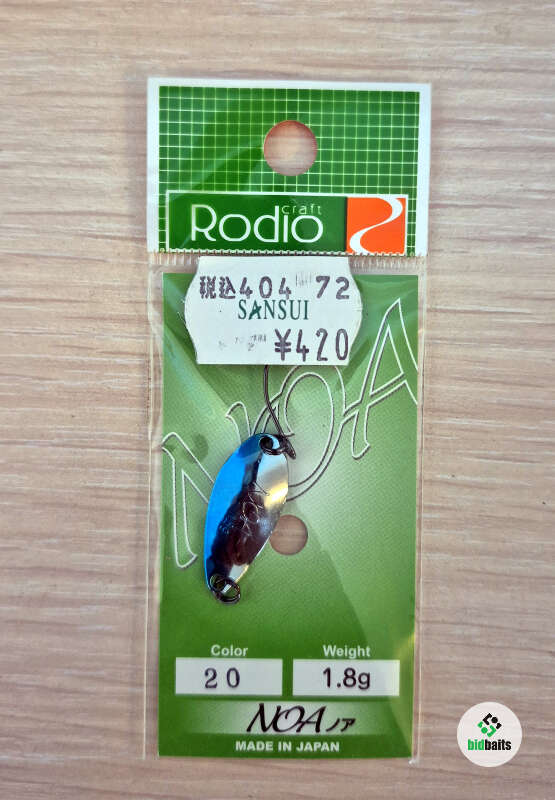 Rodio craft
税込404 72
SANSUI
¥420
NOA
Color
Weight
20
1.8g
NOAノア
MADE IN JAPAN
bidbaits